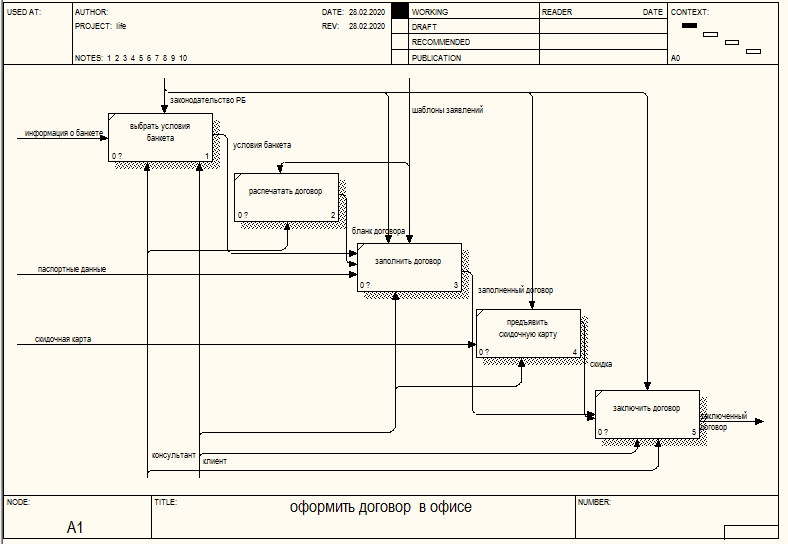 USED AT:
AUTHOR:
DATE: 28.02.2020
WORKING
READER
DATE
CONTEXT:
PROJECT: life
REV: 28.02.2020
DRAFT
RECOMMENDED
NOTES: 1 2 3 4 5 6 7 8 9 10
PUBLICATION
A0
законодательство РБ
шаблоны заявлений
информация о банкете
выбрать условия
банкета
0 ?
1
условия банкета
распечатать договор
0 ?
2
бланк договора
заполнить договор
0 ?
3
паспортные данные
заполненный договор
предъявить
скидочную карту
0 ?
4
скидочная карта
скидка
заключить договор
0 ?
5
заключенный
договор
консультант
клиент
NODE:
TITLE:
NUMBER:
A1
оформить договор в офисе